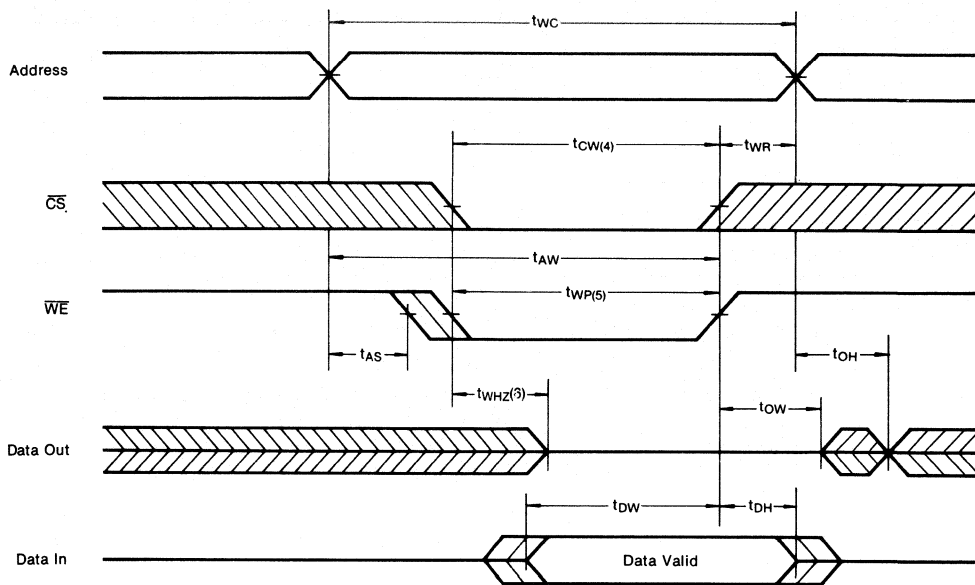 tWC
Address
tCW(4)
tWR
CS
tAW
WE
tWP(5)
tAS
tOH
tWHZ(6)
tOW
Data Out
tDW
tDH
Data In
Data Valid